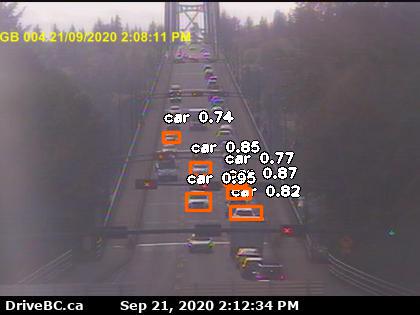 GB 004.21/09/2020 2:08:11 PM
car 0.74
car 0.85
car 0.77
0.87
car 0.95
car 0.82
DriveBC.ca Sep 21, 2020 2:12:34 PM